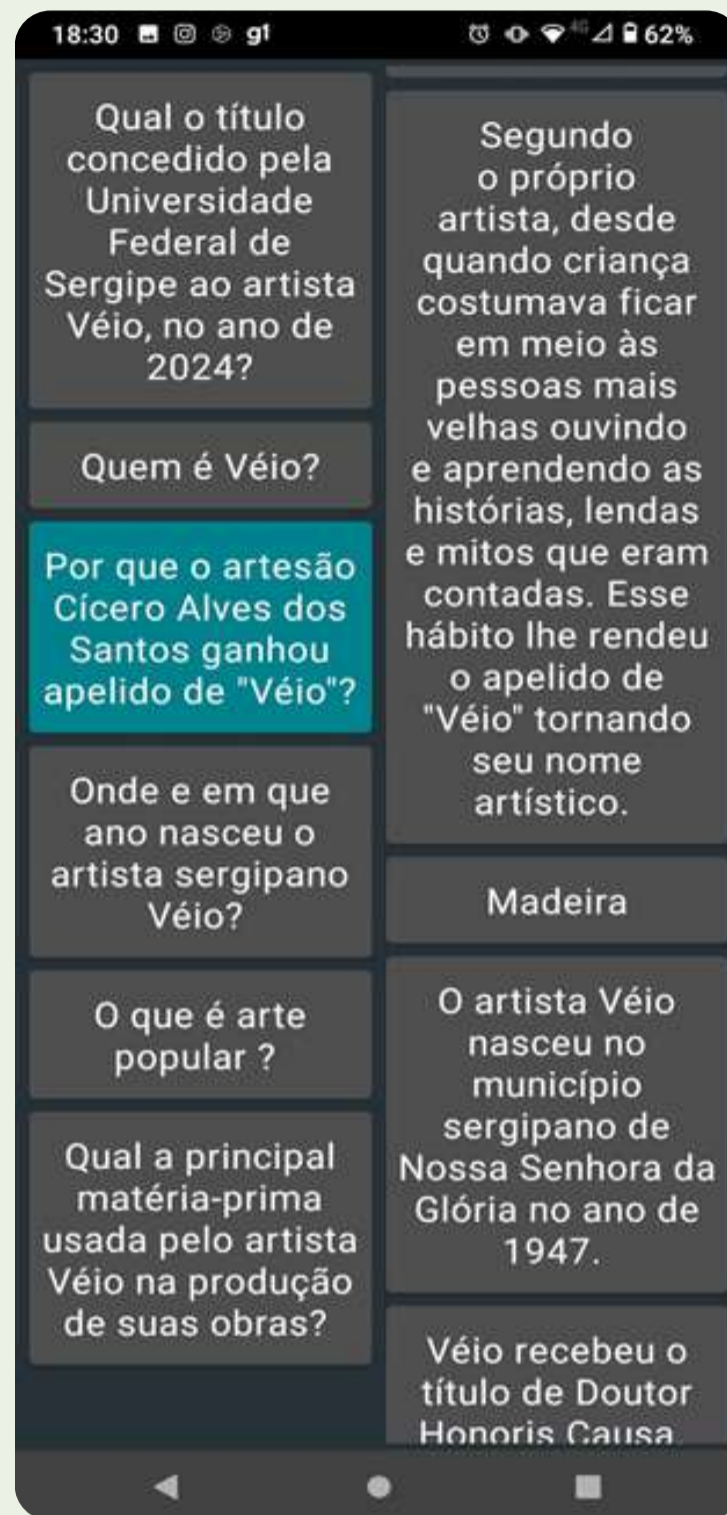 18:30 g1 4G 62%
Qual o título
concedido pela
Universidade
Federal de
Sergipe ao artista
Véio, no ano de
2024?
Quem é Véio?
Por que o artesão
Cícero Alves dos
Santos ganhou
apelido de "Véio"?
Onde e em que
ano nasceu o
artista sergipano
Véio?
O que é arte
popular ?
Qual a principal
matéria-prima
usada pelo artista
Véio na produção
de suas obras?
Segundo
o próprio
artista, desde
quando criança
costumava ficar
em meio às
pessoas mais
velhas ouvindo
e aprendendo as
histórias, lendas
e mitos que eram
contadas. Esse
hábito lhe rendeu
o apelido de
"Véio" tornando
seu nome
artístico.
Madeira
O artista Véio
nasceu no
município
sergipano de
Nossa Senhora da
Glória no ano de
1947.
Véio recebeu o
título de Doutor
Honoris Causa